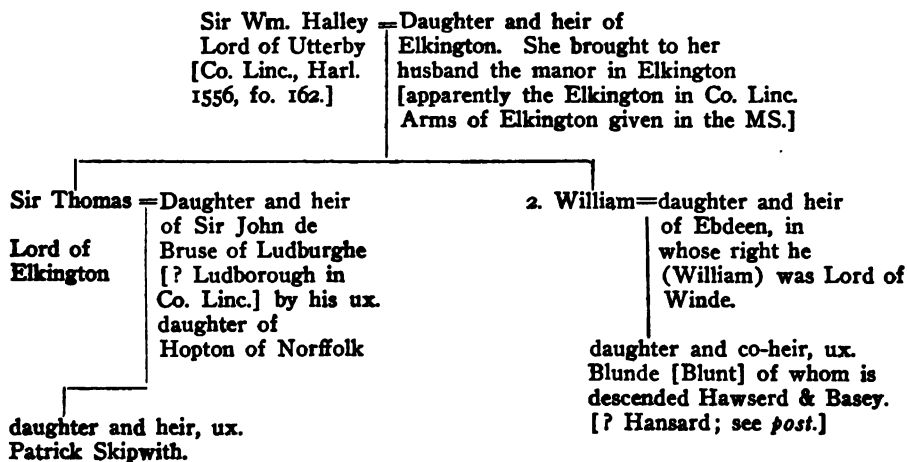 Sir Wm. Halley = Daughter and heir of
Lord of Utterby Elkington. She brought to her
[Co. Linc., Harl. husband the manor in Elkington
1556, fo. 162.] [apparently the Elkington in Co. Linc.
Arms of Elkington given in the MS.]
Sir Thomas = Daughter and heir
of Sir John de
Lord of Bruse of Ludburghe
Elkington [? Ludborough in
Co. Linc.] by his ux.
daughter of
Hopton of Norffolk
2. William = daughter and heir
of Ebdeen, in
whose right he
(William) was Lord of
Winde.
daughter and heir, ux.
Patrick Skipwith.
daughter and co-heir, ux.
Blunde [Blunt] of whom is
descended Hawserd & Basey.
[? Hansard; see post.]